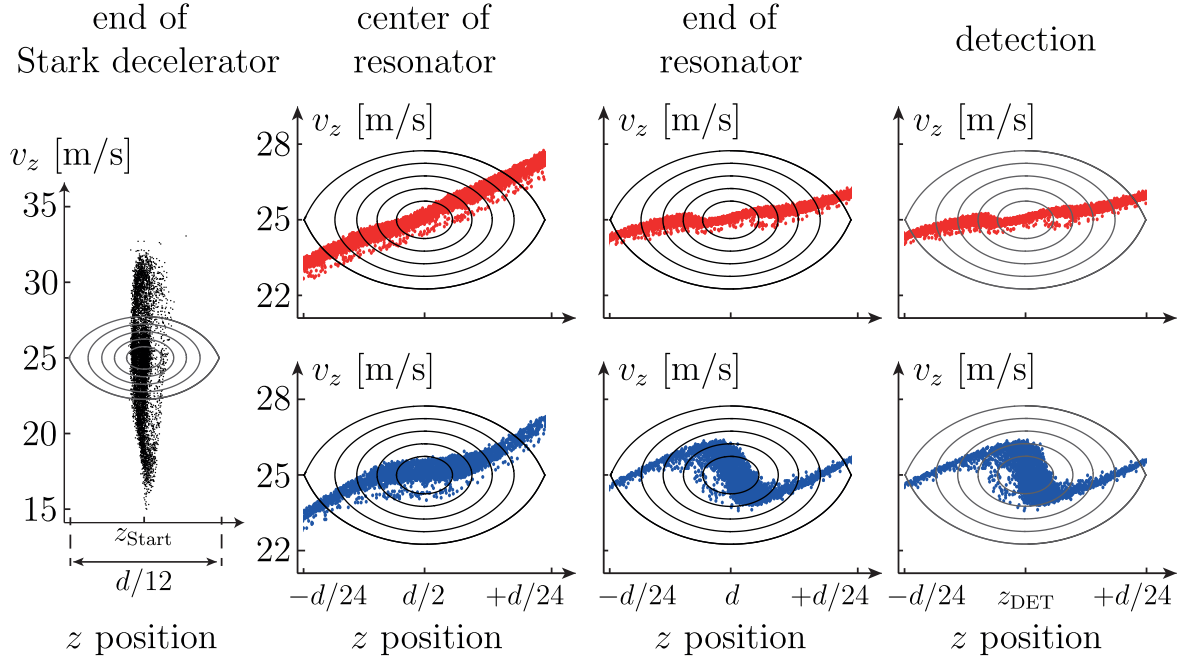 end of
Stark decelerator
center of
resonator
end of
resonator
detection
v_z [m/s]
35
30
25
20
15
z_Start
d/12
z position
v_z [m/s]
28
25
22
v_z [m/s]
v_z [m/s]
v_z [m/s]
28
25
22
−d/24 d/2 +d/24
z position
v_z [m/s]
−d/24 d +d/24
z position
v_z [m/s]
−d/24 z_DET +d/24
z position